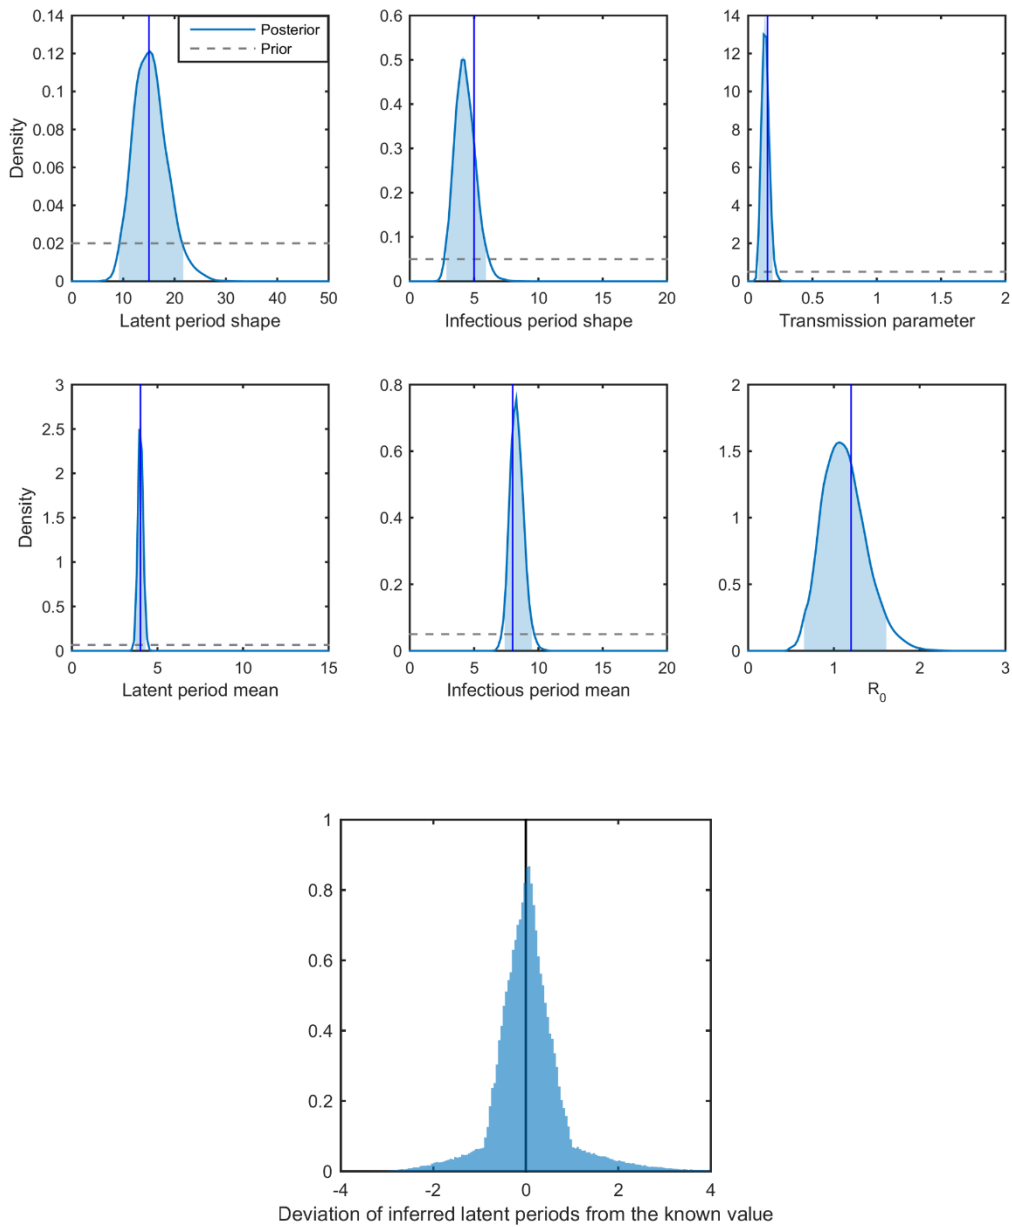 Density
0.14
0.12
0.1
0.08
0.06
0.04
0.02
0
Posterior
Prior
0 10 20 30 40 50
Latent period shape
0.6
0.5
0.4
0.3
0.2
0.1
0
0 5 10 15 20
Infectious period shape
14
12
10
8
6
4
2
0
0 0.5 1 1.5 2
Transmission parameter
Density
3
2.5
2
1.5
1
0.5
0
0 5 10 15
Latent period mean
0.8
0.6
0.4
0.2
0
0 5 10 15 20
Infectious period mean
2
1.5
1
0.5
0
0 1 2 3
R0
1
0.8
0.6
0.4
0.2
0
-4 -2 0 2 4
Deviation of inferred latent periods from the known value